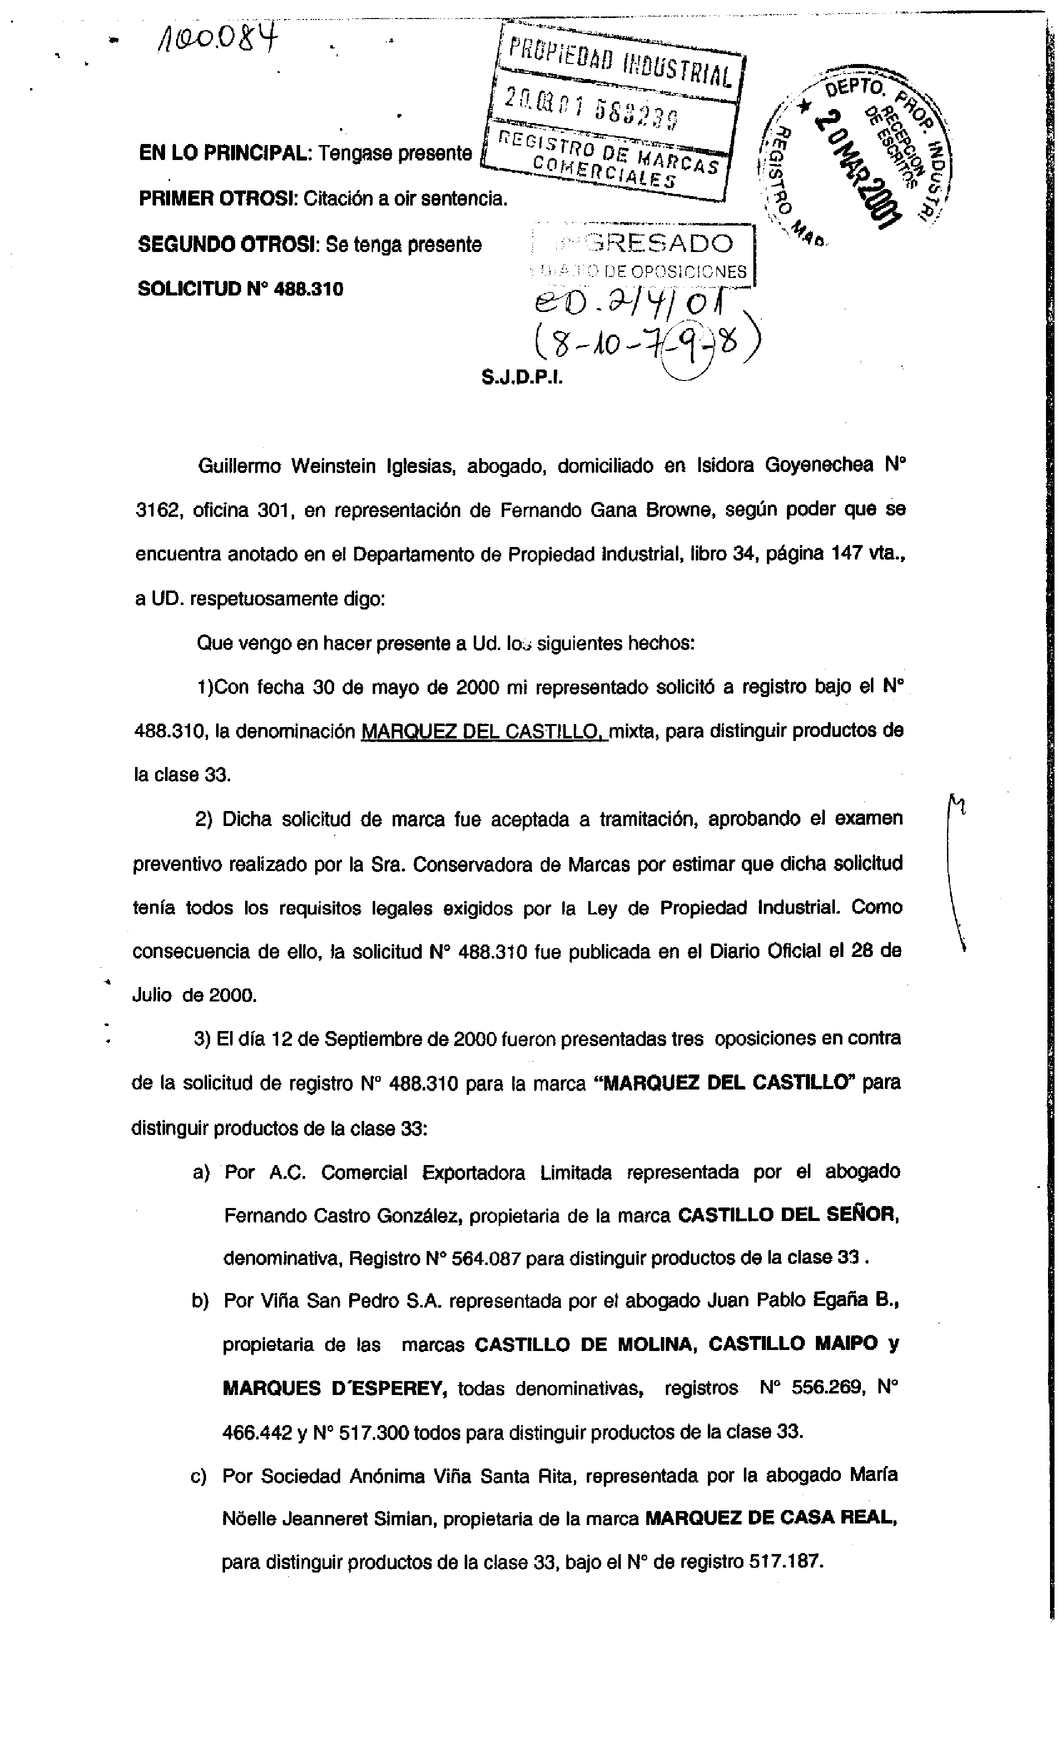 100.084
PROPIEDAD INDUSTRIAL
20.03.01 568239
REGISTRO DE MARCAS
COMERCIALES
DEPTO. PROP. INDUSTRI
RECEPCION
DE ESCRITOS
20 MAR 2001
REGISTRO MAR
EN LO PRINCIPAL: Tengase presente
PRIMER OTROSI: Citación a oir sentencia.
SEGUNDO OTROSI: Se tenga presente
GRESADO
DE OPOSICIONES
SOLICITUD Nº 488.310
eD. 2/4/01
(8-10-7-9-8)
S.J.D.P.I.
Guillermo Weinstein Iglesias, abogado, domiciliado en Isidora Goyenechea Nº
3162, oficina 301, en representación de Fernando Gana Browne, según poder que se
encuentra anotado en el Departamento de Propiedad Industrial, libro 34, página 147 vta.,
a UD. respetuosamente digo:
Que vengo en hacer presente a Ud. los siguientes hechos:
1)Con fecha 30 de mayo de 2000 mi representado solicitó a registro bajo el Nº
488.310, la denominación MARQUEZ DEL CASTILLO, mixta, para distinguir productos de
la clase 33.
2) Dicha solicitud de marca fue aceptada a tramitación, aprobando el examen
preventivo realizado por la Sra. Conservadora de Marcas por estimar que dicha solicitud
tenía todos los requisitos legales exigidos por la Ley de Propiedad Industrial. Como
consecuencia de ello, la solicitud Nº 488.310 fue publicada en el Diario Oficial el 28 de
Julio de 2000.
3) El día 12 de Septiembre de 2000 fueron presentadas tres oposiciones en contra
de la solicitud de registro Nº 488.310 para la marca “MARQUEZ DEL CASTILLO” para
distinguir productos de la clase 33:
a) Por A.C. Comercial Exportadora Limitada representada por el abogado
Fernando Castro González, propietaria de la marca CASTILLO DEL SEÑOR,
denominativa, Registro Nº 564.087 para distinguir productos de la clase 33 .
b) Por Viña San Pedro S.A. representada por el abogado Juan Pablo Egaña B.,
propietaria de las marcas CASTILLO DE MOLINA, CASTILLO MAIPO y
MARQUES D´ESPEREY, todas denominativas, registros Nº 556.269, Nº
466.442 y Nº 517.300 todos para distinguir productos de la clase 33.
c) Por Sociedad Anónima Viña Santa Rita, representada por la abogado María
Nöelle Jeanneret Simian, propietaria de la marca MARQUEZ DE CASA REAL,
para distinguir productos de la clase 33, bajo el Nº de registro 517.187.